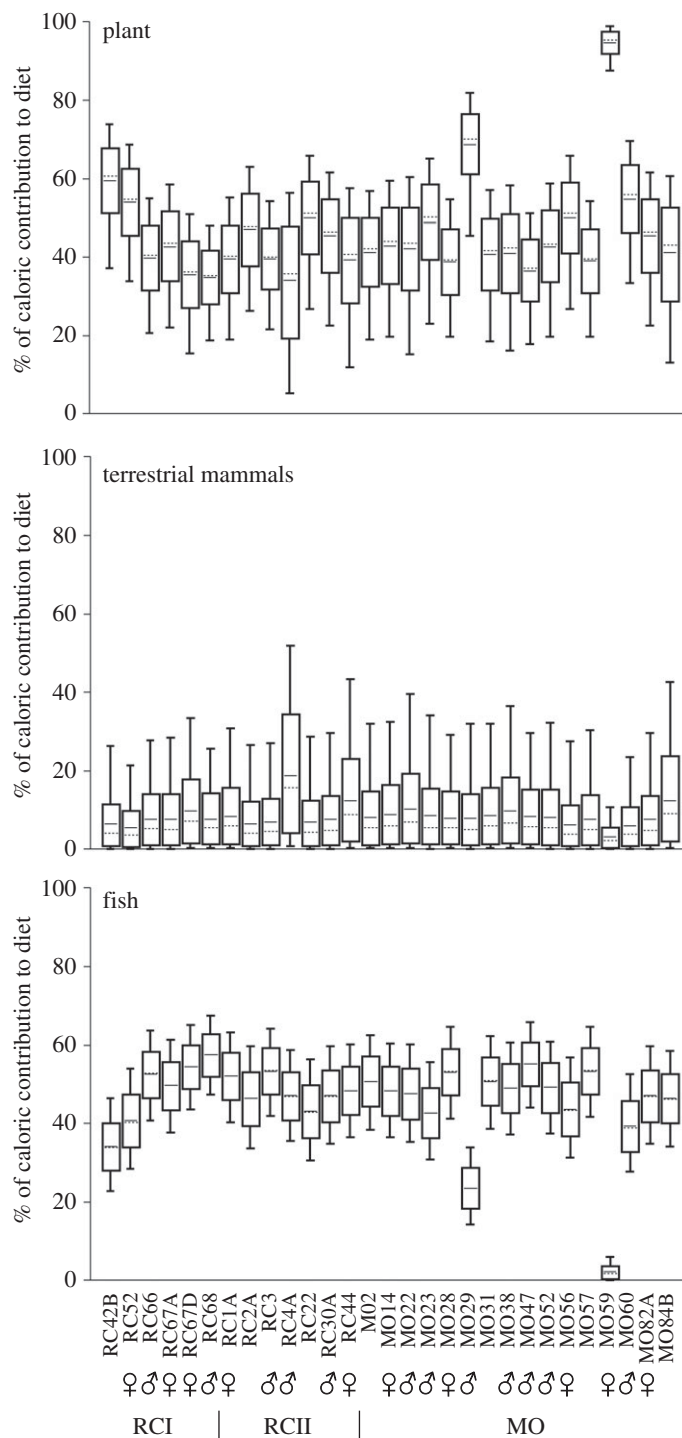 100
plant
80
60
40
20
0
% of caloric contribution to diet
100
terrestrial mammals
80
60
40
20
0
% of caloric contribution to diet
100
fish
80
60
40
20
0
% of caloric contribution to diet
RC42B
RC52
RC66
RC67A
RC67D
RC68
RC1A
RC2A
RC3
RC4A
RC22
RC30A
RC44
M02
MO14
MO22
MO23
MO28
MO29
MO31
MO38
MO47
MO52
MO56
MO57
MO59
MO60
MO82A
MO84B
♀ ♂ ♀ ♀ ♂ ♀ ♂ ♂ ♂ ♀ ♀ ♂ ♂ ♀ ♂ ♂ ♂ ♂ ♀ ♀ ♂ ♀
RCI | RCII | MO